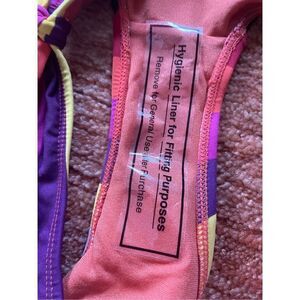 Hygienic Liner for Fitting Purposes
Remove for General Use after Purchase